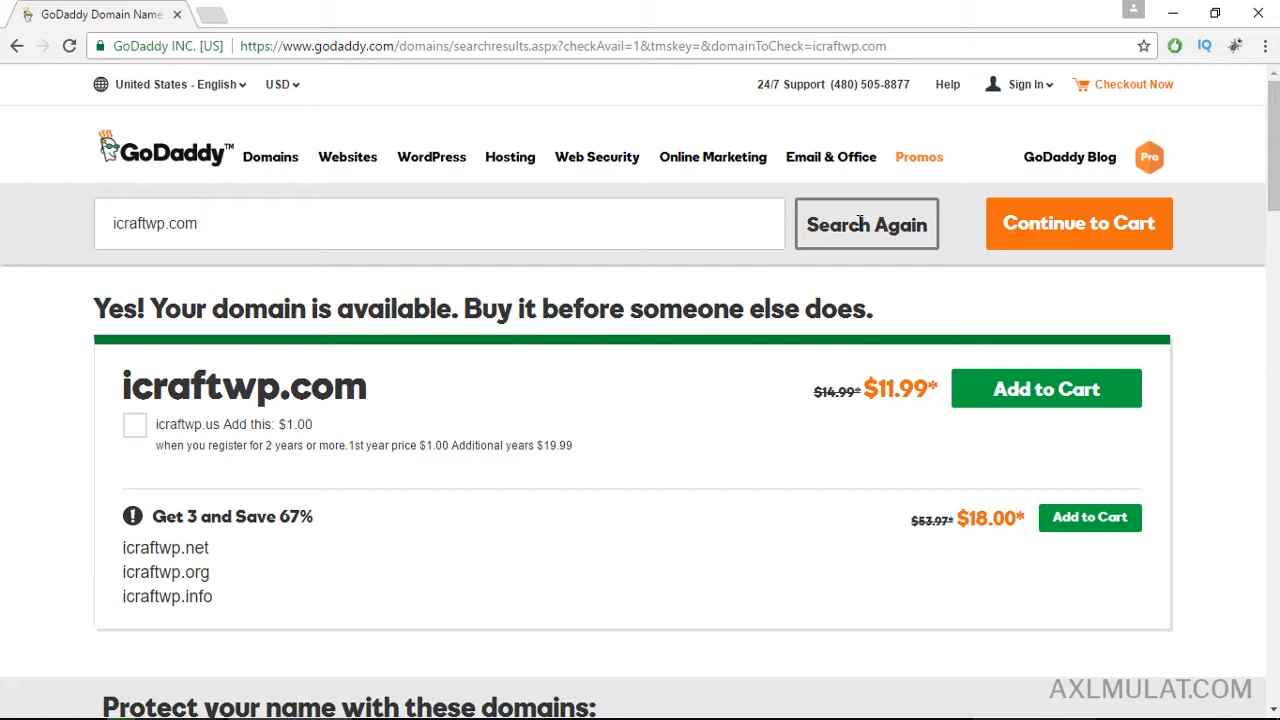 GoDaddy Domain Name
GoDaddy INC. [US] https://www.godaddy.com/domains/searchresults.aspx?checkAvail=1&tmskey=&domainToCheck=icraftwp.com
IQ
United States - English USD 24/7 Support (480) 505-8877 Help Sign In Checkout Now
GoDaddy™ Domains Websites WordPress Hosting Web Security Online Marketing Email & Office Promos GoDaddy Blog Pro
icraftwp.com Search Again Continue to Cart
Yes! Your domain is available. Buy it before someone else does.
icraftwp.com $14.99* $11.99* Add to Cart
icraftwp.us Add this: $1.00
when you register for 2 years or more.1st year price $1.00 Additional years $19.99
Get 3 and Save 67% $53.97* $18.00* Add to Cart
icraftwp.net
icraftwp.org
icraftwp.info
AXLMULAT.COM
Protect your name with these domains: